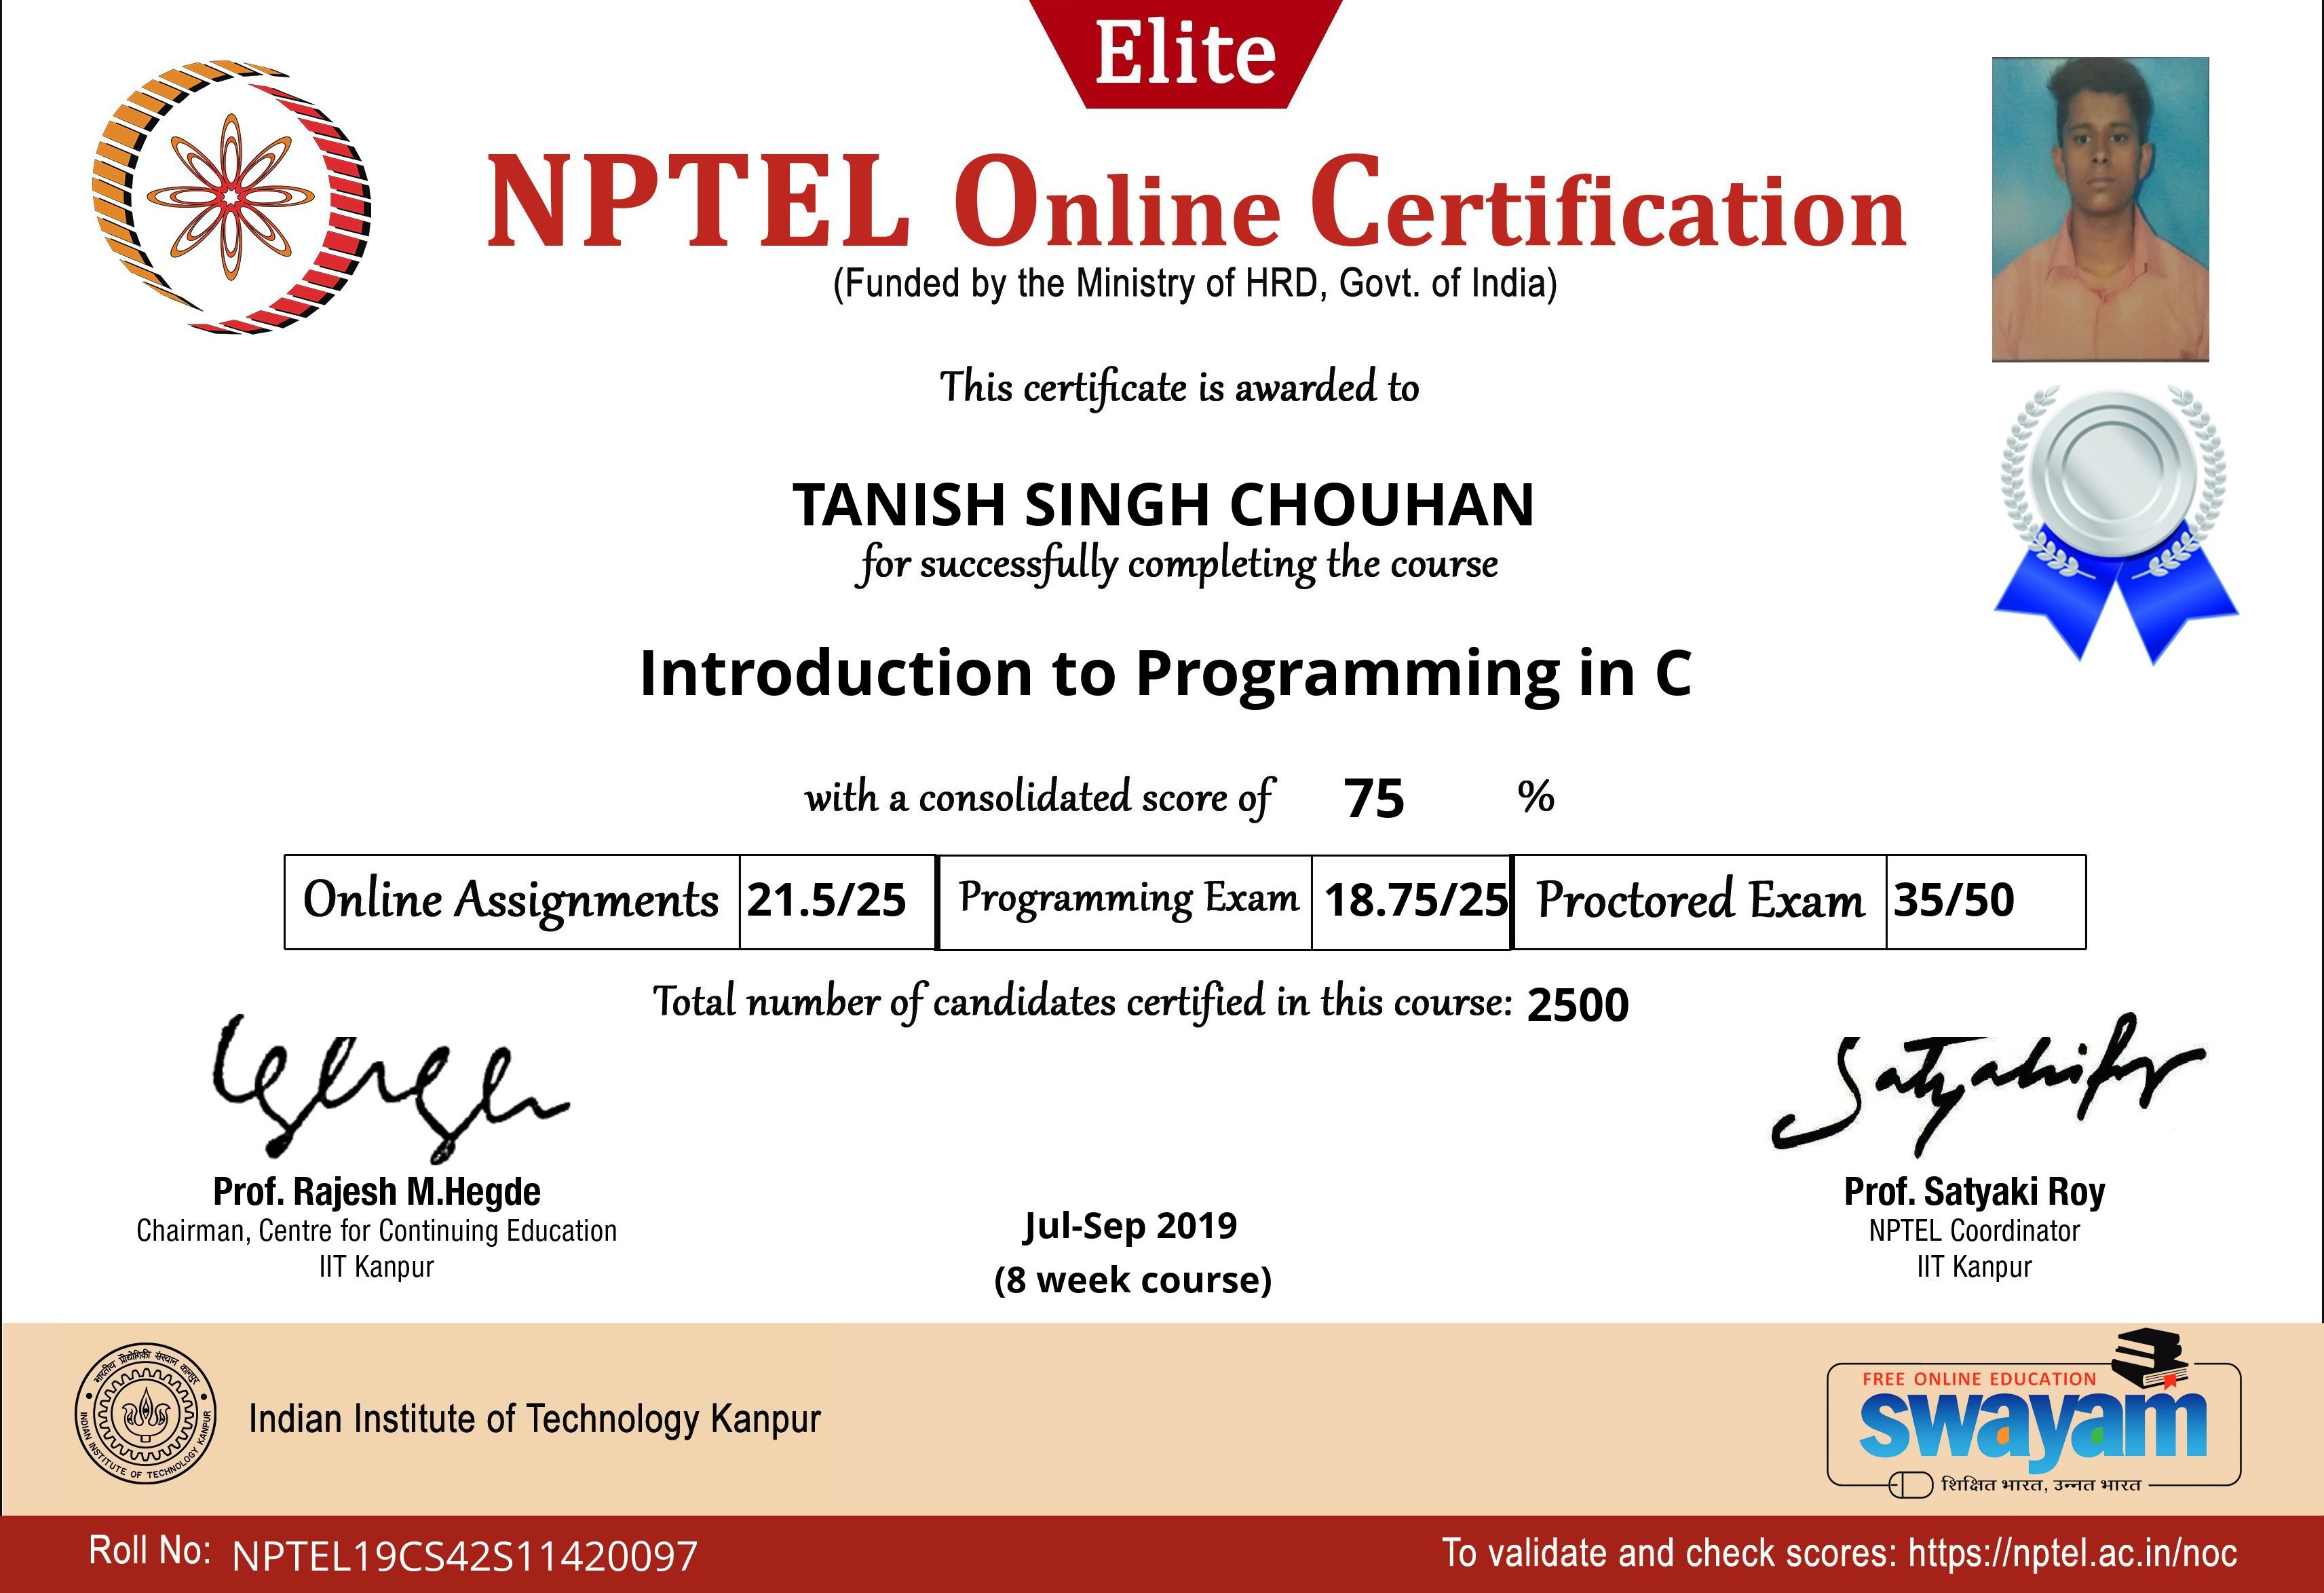 Elite
NPTEL Online Certification
(Funded by the Ministry of HRD, Govt. of India)
This certificate is awarded to
TANISH SINGH CHOUHAN
for successfully completing the course
Introduction to Programming in C
with a consolidated score of 75 %
Online Assignments 21.5/25 Programming Exam 18.75/25 Proctored Exam 35/50
Total number of candidates certified in this course: 2500
Prof. Rajesh M.Hegde
Chairman, Centre for Continuing Education
IIT Kanpur
Jul-Sep 2019
(8 week course)
Prof. Satyaki Roy
NPTEL Coordinator
IIT Kanpur
भारतीय प्रौद्योगिकी संस्थान कानपुर
INDIAN INSTITUTE OF TECHNOLOGY KANPUR
Indian Institute of Technology Kanpur
FREE ONLINE EDUCATION
swayam
शिक्षित भारत, उन्नत भारत
Roll No: NPTEL19CS42S11420097
To validate and check scores: https://nptel.ac.in/noc